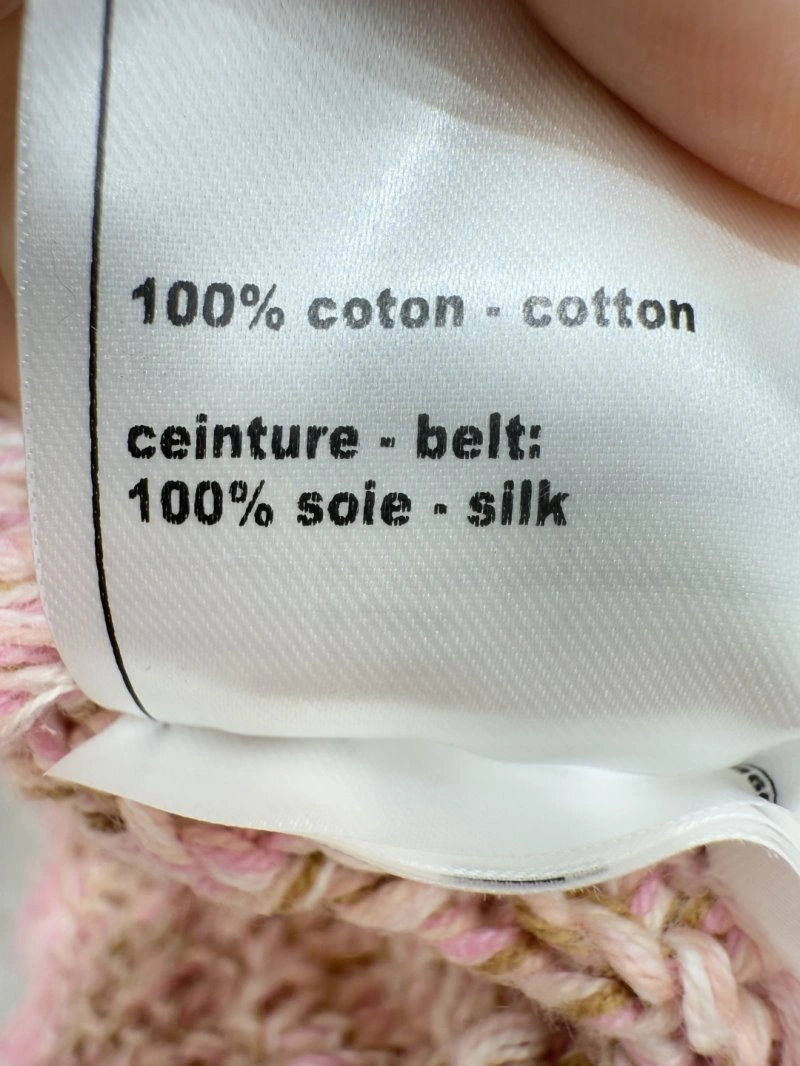 100% coton - cotton
ceinture - belt:
100% soie - silk